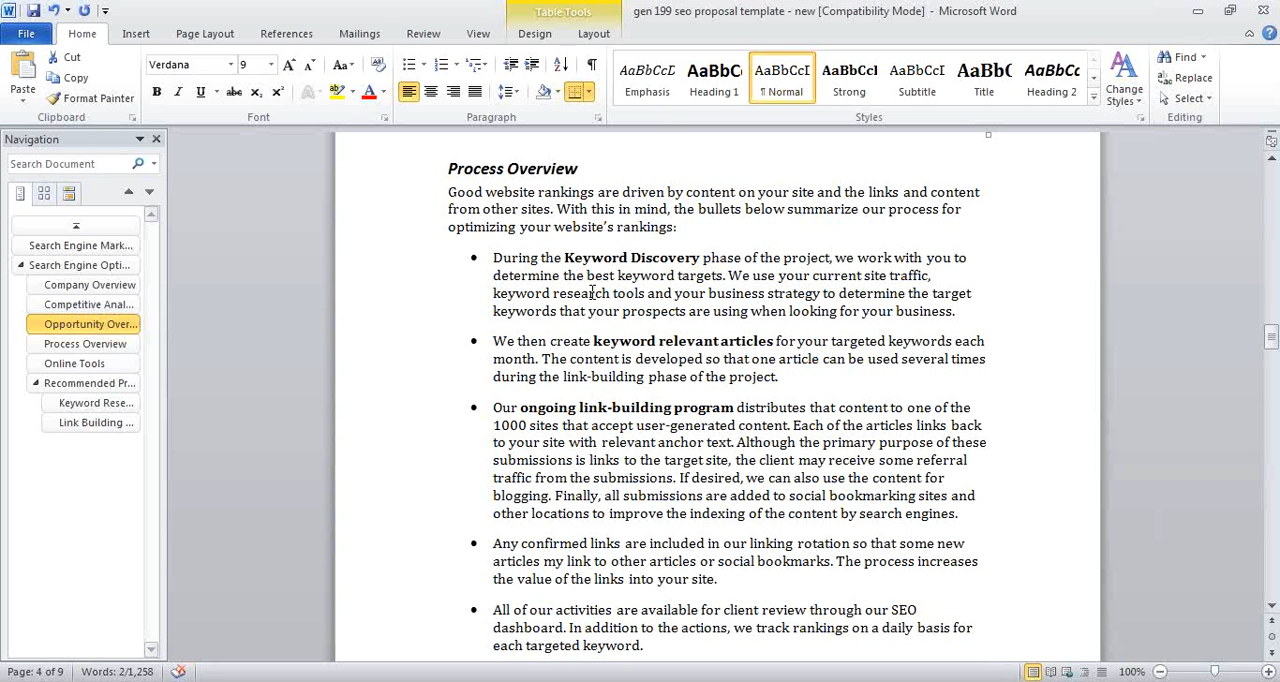 gen 199 seo proposal template - new [Compatibility Mode] - Microsoft Word
Table Tools
File Home Insert Page Layout References Mailings Review View Design Layout
Paste
Cut
Copy
Format Painter
Clipboard
Verdana 9
Font
Paragraph
AaBbCcD AaBbC AaBbCcI AaBbCcI AaBbCcI AaBb( AaBbCc
Emphasis Heading 1 ¶ Normal Strong Subtitle Title Heading 2
Change
Styles
Styles
Find
Replace
Select
Editing
Navigation
Search Document
Search Engine Mark...
Search Engine Opti...
Company Overview
Competitive Anal...
Opportunity Over...
Process Overview
Online Tools
Recommended Pr...
Keyword Rese...
Link Building ...
Process Overview
Good website rankings are driven by content on your site and the links and content
from other sites. With this in mind, the bullets below summarize our process for
optimizing your website's rankings:
• During the Keyword Discovery phase of the project, we work with you to
determine the best keyword targets. We use your current site traffic,
keyword research tools and your business strategy to determine the target
keywords that your prospects are using when looking for your business.
• We then create keyword relevant articles for your targeted keywords each
month. The content is developed so that one article can be used several times
during the link-building phase of the project.
• Our ongoing link-building program distributes that content to one of the
1000 sites that accept user-generated content. Each of the articles links back
to your site with relevant anchor text. Although the primary purpose of these
submissions is links to the target site, the client may receive some referral
traffic from the submissions. If desired, we can also use the content for
blogging. Finally, all submissions are added to social bookmarking sites and
other locations to improve the indexing of the content by search engines.
• Any confirmed links are included in our linking rotation so that some new
articles my link to other articles or social bookmarks. The process increases
the value of the links into your site.
• All of our activities are available for client review through our SEO
dashboard. In addition to the actions, we track rankings on a daily basis for
each targeted keyword.
Page: 4 of 9 Words: 2/1,258 100%